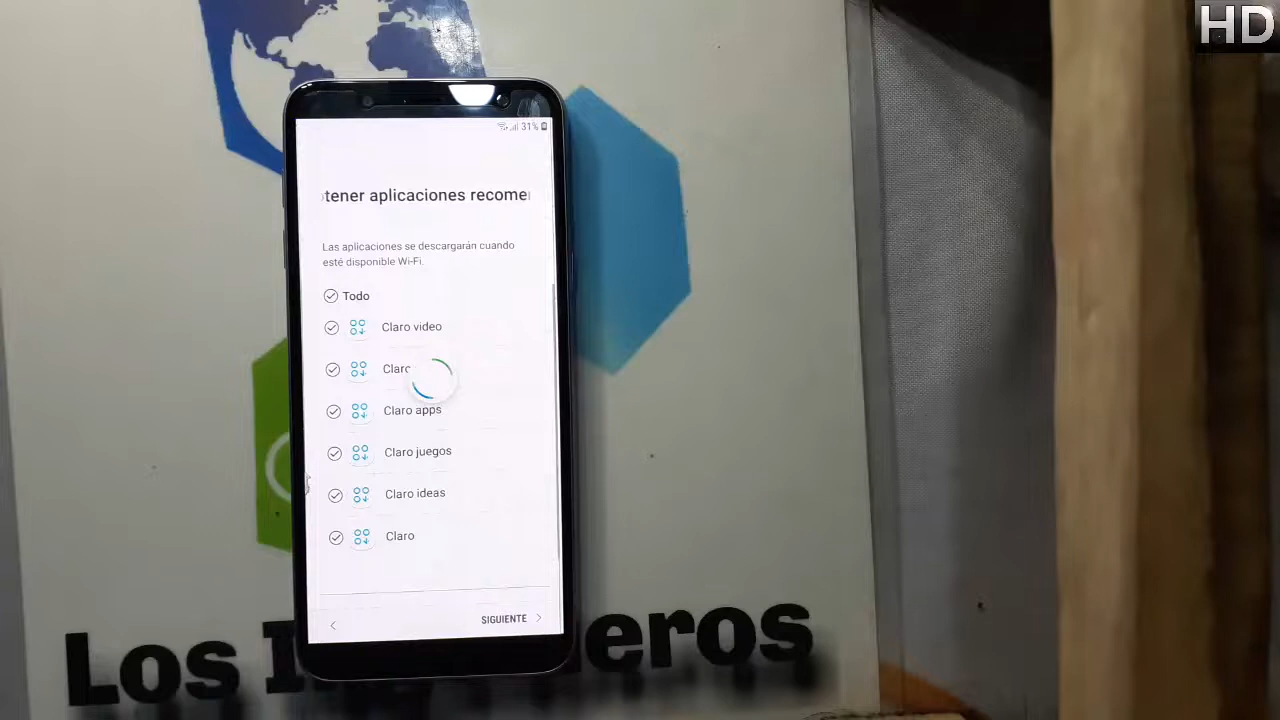 HD
31%
tener aplicaciones recome
Las aplicaciones se descargarán cuando
esté disponible Wi-Fi.
Todo
Claro video
Claro
Claro apps
Claro juegos
Claro ideas
Claro
SIGUIENTE
Los I eros